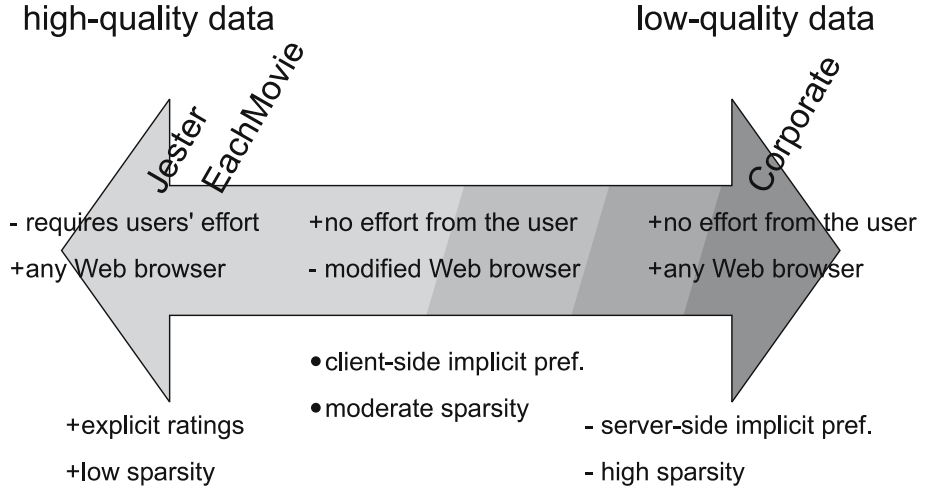 high-quality data
low-quality data
Jester
EachMovie
Corporate
- requires users' effort
+any Web browser
+no effort from the user
- modified Web browser
+no effort from the user
+any Web browser
•client-side implicit pref.
•moderate sparsity
+explicit ratings
+low sparsity
- server-side implicit pref.
- high sparsity